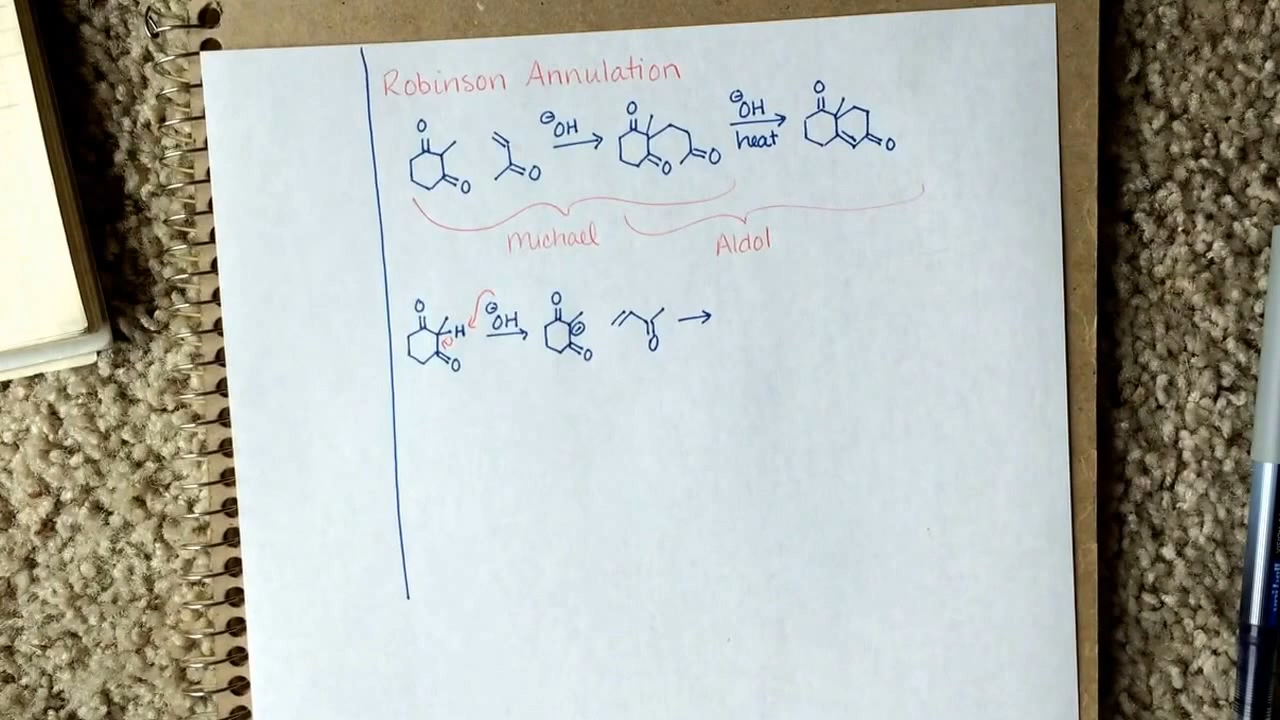 Robinson Annulation
O O O ⊖OH O O O ⊖OH heat O O
Michael Aldol
O H O ⊖OH O ⊖ O O